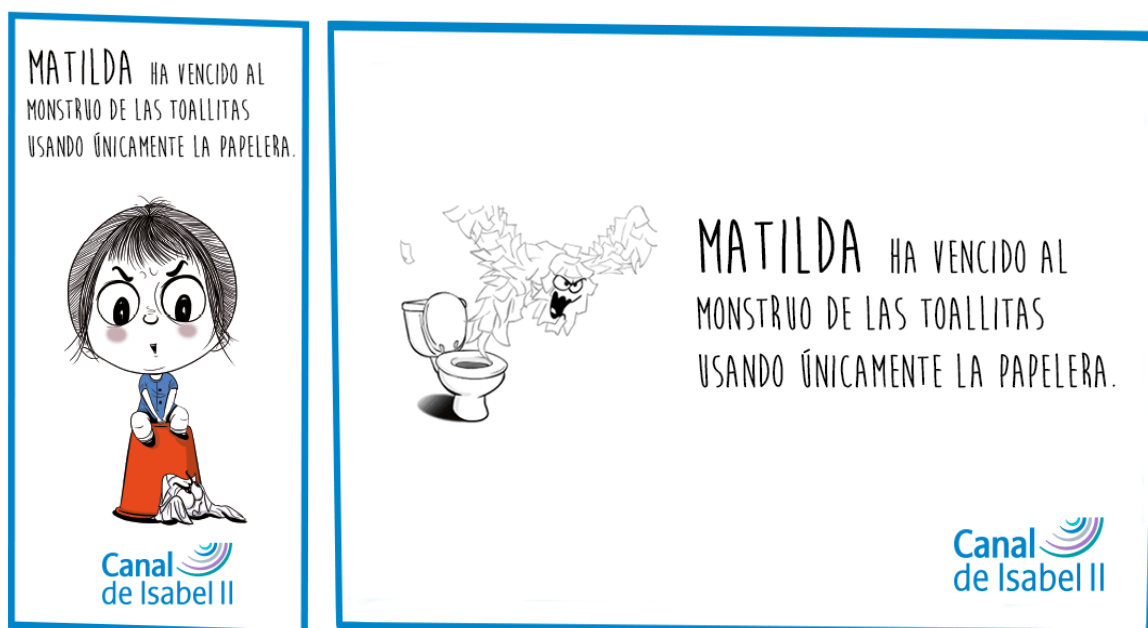 MATILDA HA VENCIDO AL
MONSTRUO DE LAS TOALLITAS
USANDO ÚNICAMENTE LA PAPELERA.
Canal
de Isabel II
MATILDA HA VENCIDO AL
MONSTRUO DE LAS TOALLITAS
USANDO ÚNICAMENTE LA PAPELERA.
Canal
de Isabel II